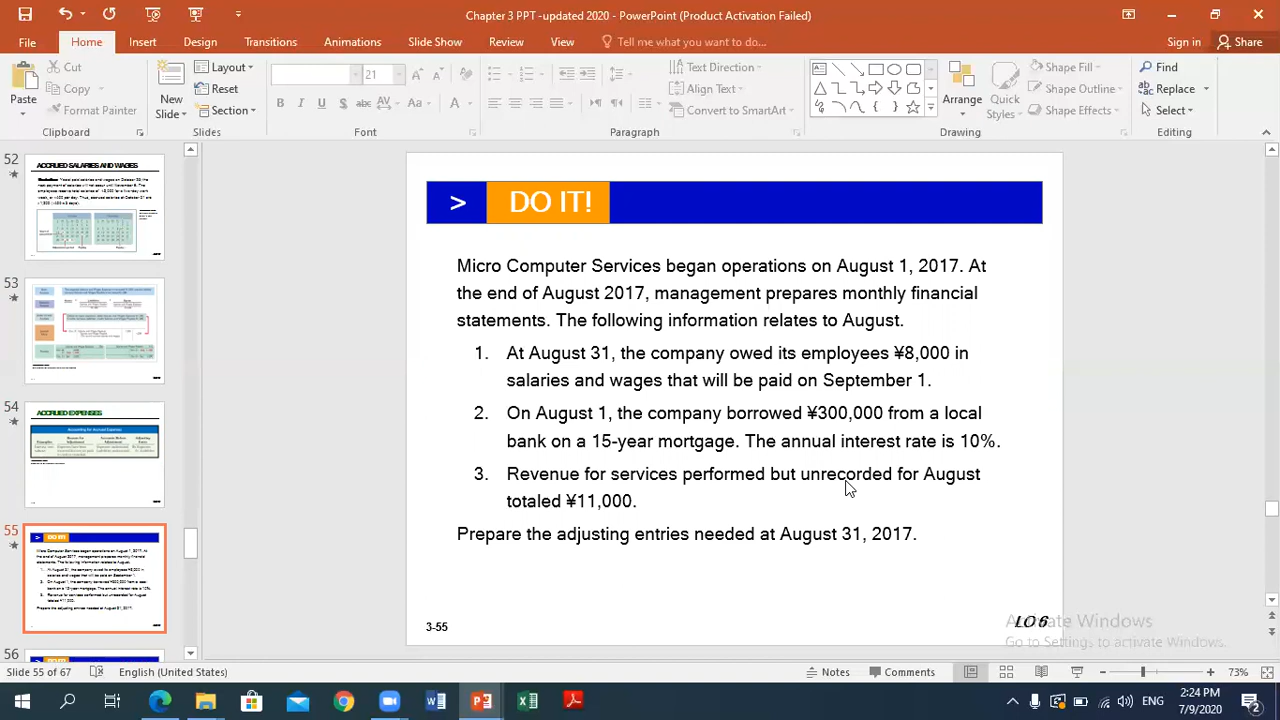 Chapter 3 PPT -updated 2020 - PowerPoint (Product Activation Failed)
File Home Insert Design Transitions Animations Slide Show Review View Tell me what you want to do... Sign in Share
Paste Cut Copy Format Painter
Clipboard
New Slide Layout Reset Section
Slides
21
B I U S abc AV Aa A
Font
Text Direction
Align Text
Convert to SmartArt
Paragraph
Arrange Quick Styles Shape Fill Shape Outline Shape Effects
Drawing
Find
Replace
Select
Editing
52
ACCRUED SALARIES AND WAGES
53
54
ACCRUED EXPENSES
55
DO IT!
56
> DO IT!
Micro Computer Services began operations on August 1, 2017. At
the end of August 2017, management prepares monthly financial
statements. The following information relates to August.
1. At August 31, the company owed its employees ¥8,000 in
salaries and wages that will be paid on September 1.
2. On August 1, the company borrowed ¥300,000 from a local
bank on a 15-year mortgage. The annual interest rate is 10%.
3. Revenue for services performed but unrecorded for August
totaled ¥11,000.
Prepare the adjusting entries needed at August 31, 2017.
3-55
LO 6
Activate Windows
Go to Settings to activate Windows.
Slide 55 of 67 English (United States) Notes Comments 73%
ENG 2:24 PM
7/9/2020 2